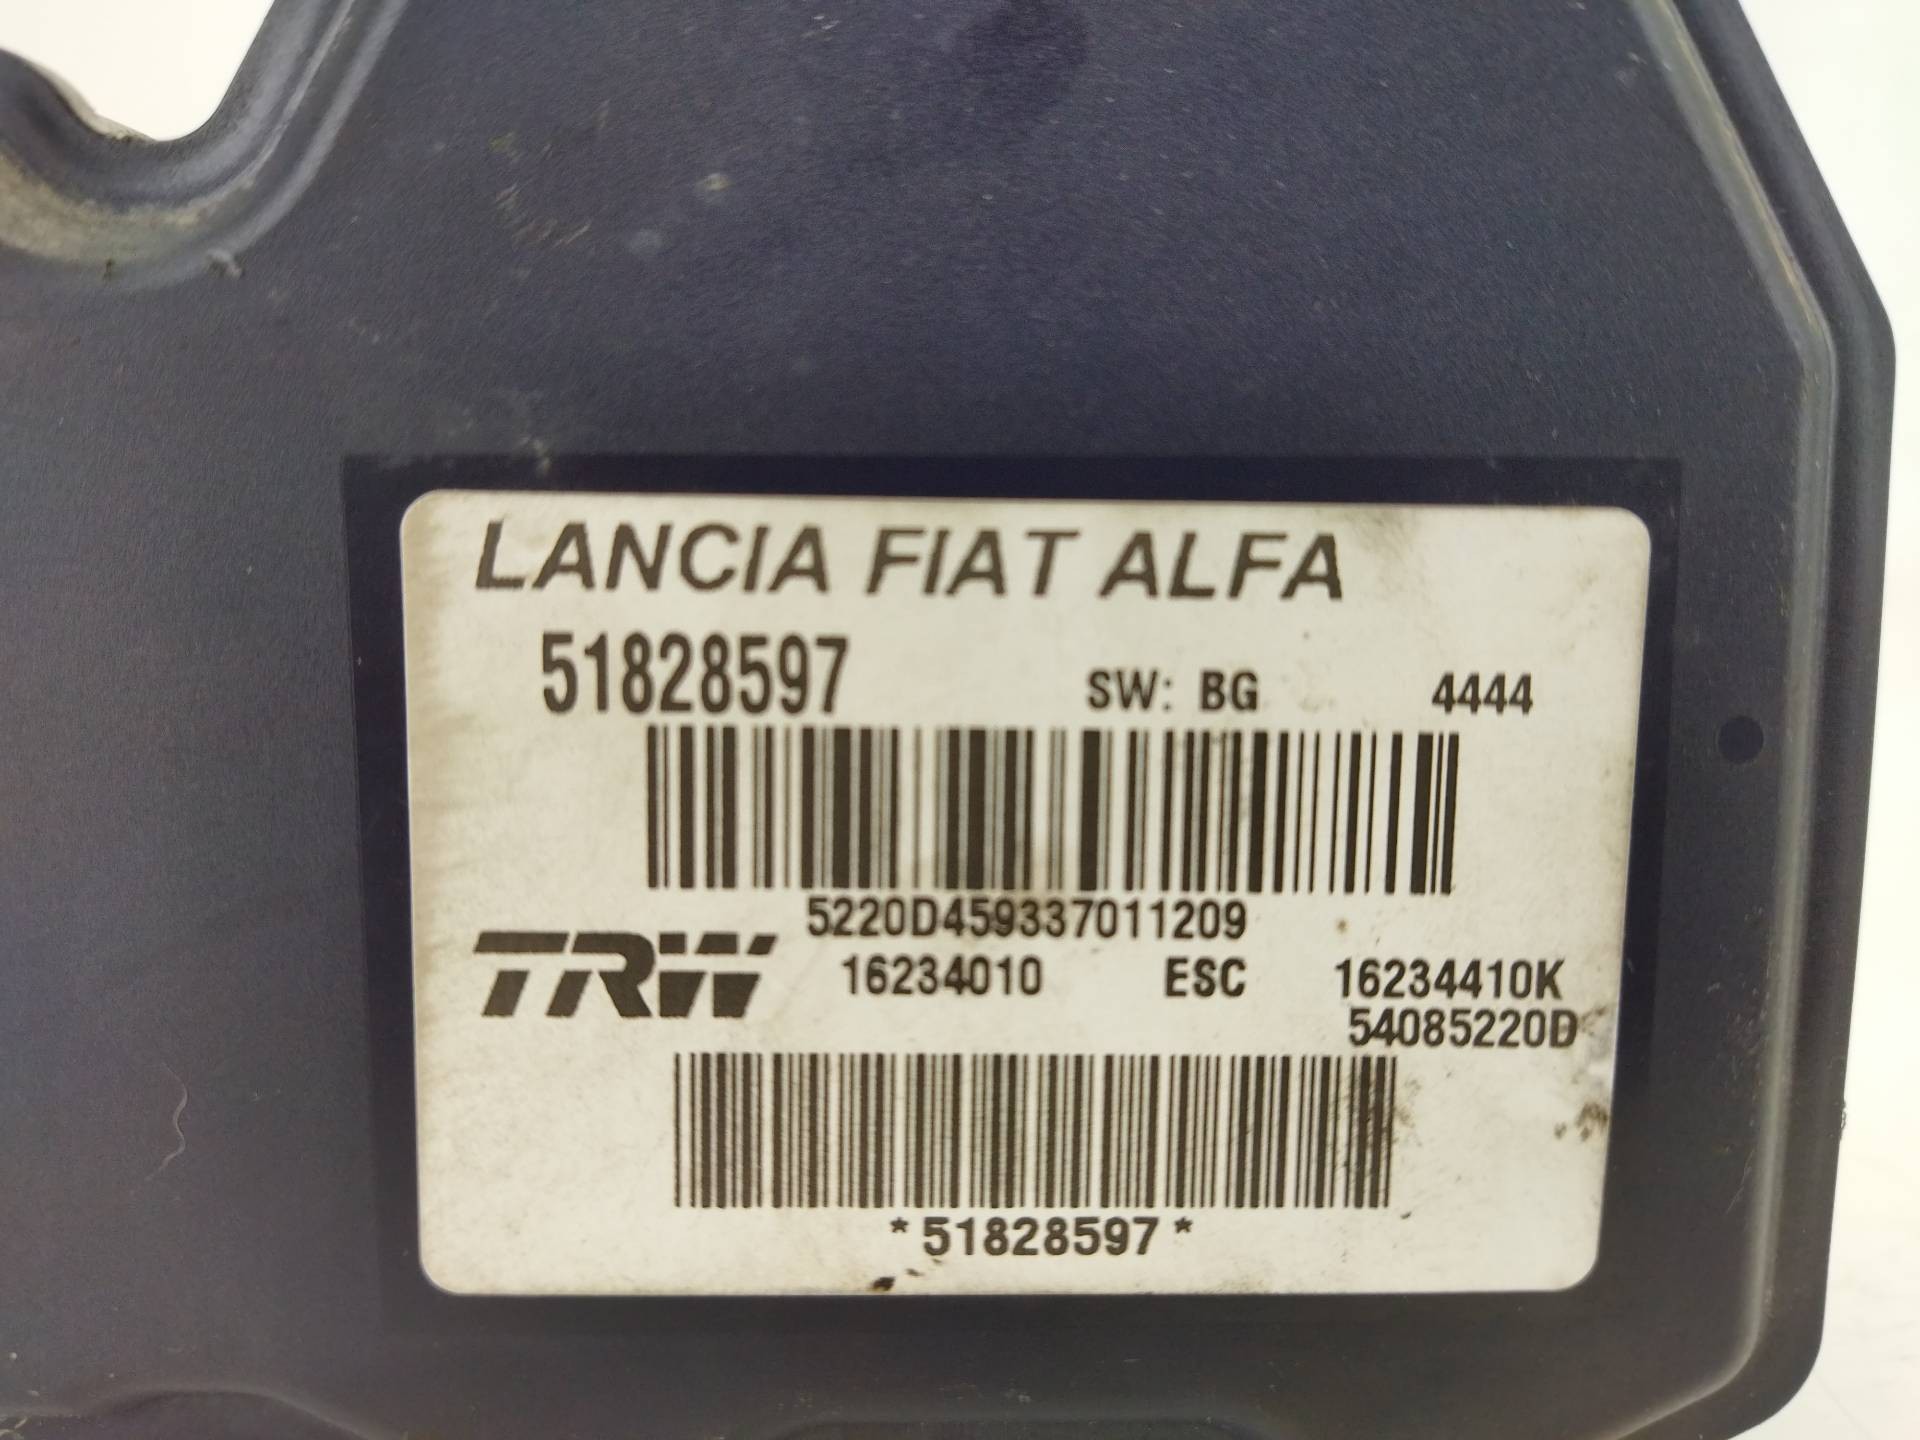 LANCIA FIAT ALFA
51828597 SW: BG 4444
5220D459337011209
TRW 16234010 ESC 16234410K
54085220D
*51828597*